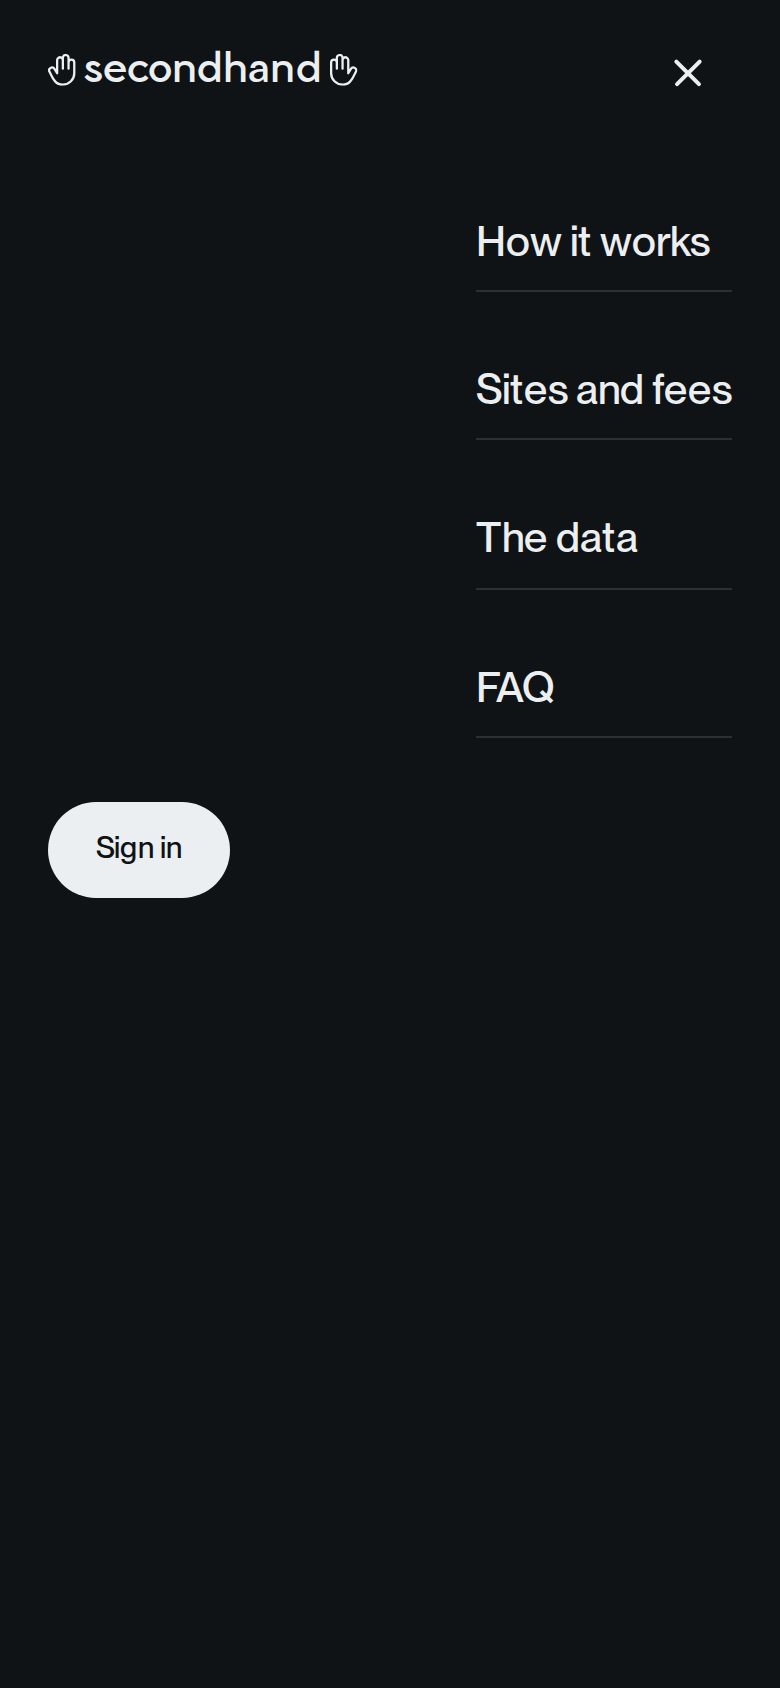 secondhand
How it works
Sites and fees
The data
FAQ
Sign in